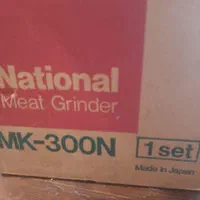 National
Meat Grinder
MK-300N
1 set
Made In Japan